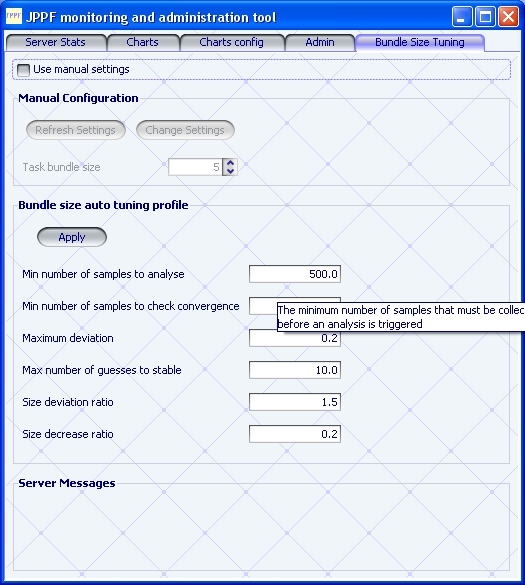 JPPF JPPF monitoring and administration tool
Server Stats Charts Charts config Admin Bundle Size Tuning
Use manual settings
Manual Configuration
Refresh Settings Change Settings
Task bundle size 5
Bundle size auto tuning profile
Apply
Min number of samples to analyse 500.0
Min number of samples to check convergence
The minimum number of samples that must be collec
before an analysis is triggered
Maximum deviation 0.2
Max number of guesses to stable 10.0
Size deviation ratio 1.5
Size decrease ratio 0.2
Server Messages